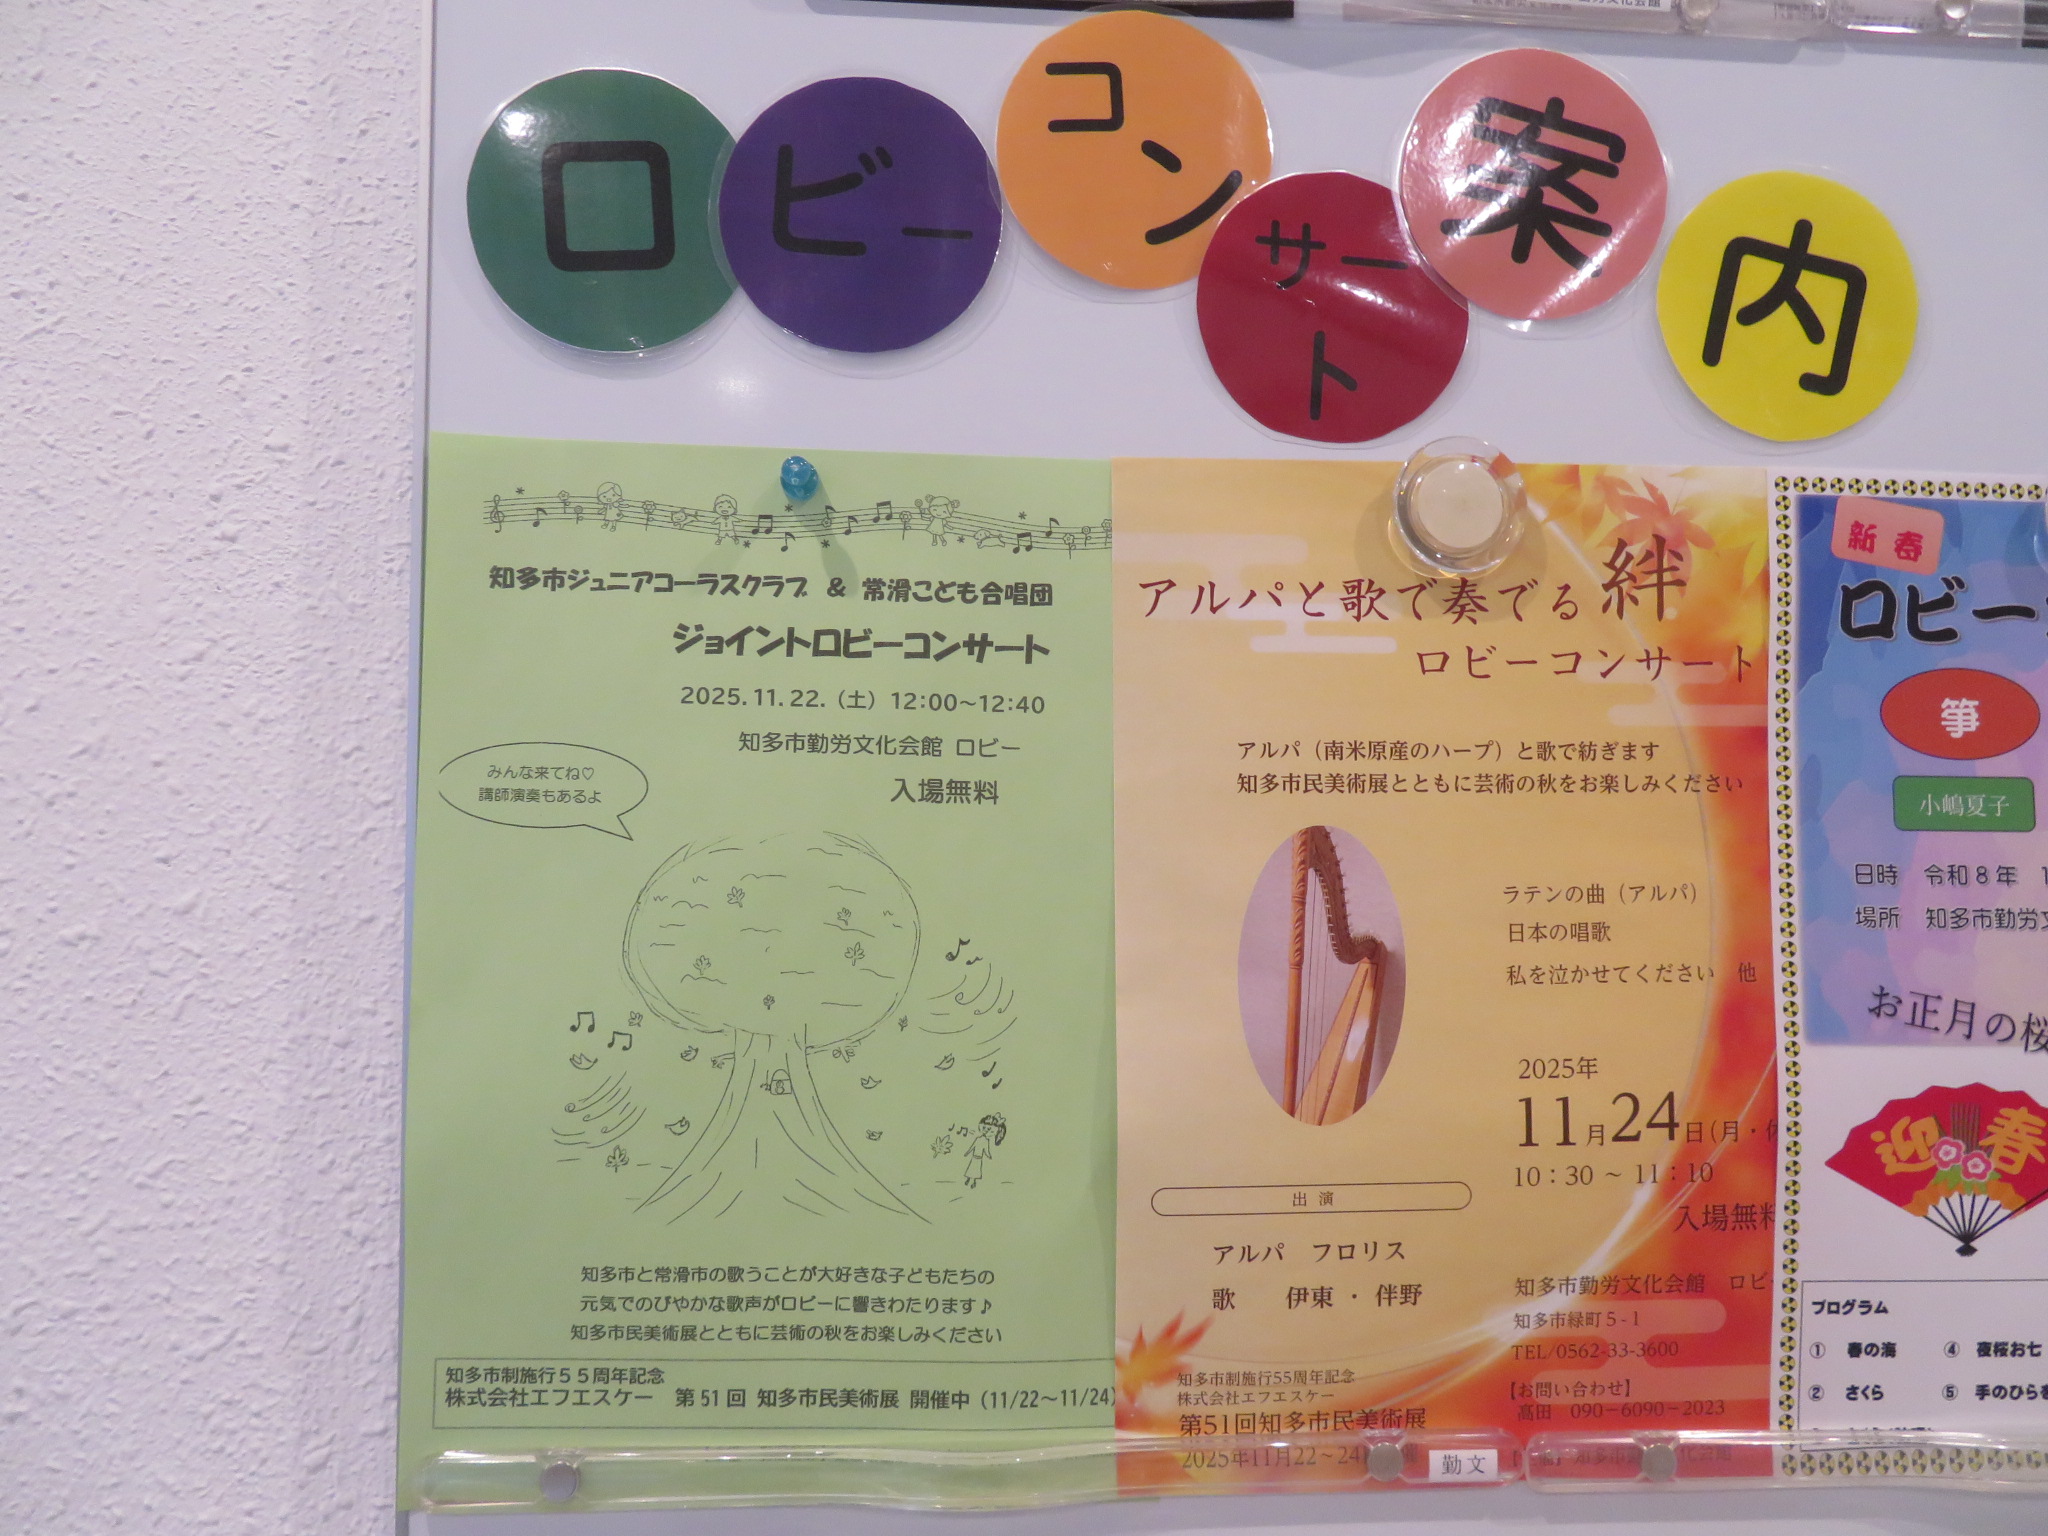 ロビーコンサート案内
知多市ジュニアコーラスクラブ & 常滑こども合唱団
ジョイントロビーコンサート
2025.11.22.(土) 12:00～12:40
知多市勤労文化会館 ロビー
入場無料
みんな来てね♡
講師演奏もあるよ
知多市と常滑市の歌うことが大好きな子どもたちの
元気でのびやかな歌声がロビーに響きわたります♪
知多市民美術展とともに芸術の秋をお楽しみください
知多市制施行55周年記念
株式会社エフエスケー 第51回 知多市民美術展 開催中 (11/22～11/24)
アルパと歌で奏でる 絆
ロビーコンサート
アルパ（南米原産のハープ）と歌で紡ぎます
知多市民美術展とともに芸術の秋をお楽しみください
ラテンの曲（アルパ）
日本の唱歌
私を泣かせてください 他
2025年
11月24日(月・休
10：30 ～ 11：10
入場無料
出演
アルパ フロリス
歌 伊東 ・ 伴野
知多市勤労文化会館 ロビ
知多市緑町5-1
TEL/0562-33-3600
【お問い合わせ】
髙田 090-6090-2023
知多市制施行55周年記念
株式会社エフエスケー
第51回知多市民美術展
2025年11月22～24
勤文
新春
ロビー
箏
小嶋夏子
日時 令和8年 1
場所 知多市勤労文
お正月の桜
迎春
プログラム
① 春の海 ④ 夜桜お七
② さくら ⑤ 手のひらを